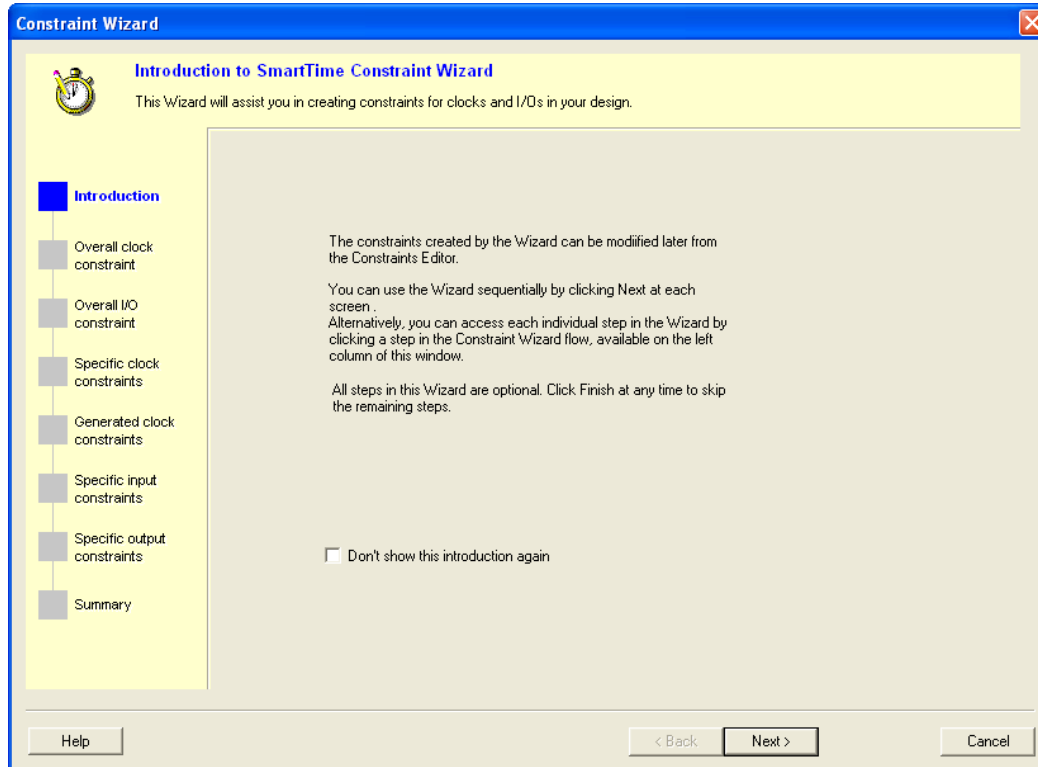 Constraint Wizard
Introduction to SmartTime Constraint Wizard
This Wizard will assist you in creating constraints for clocks and I/Os in your design.
Introduction
Overall clock
constraint
Overall I/O
constraint
Specific clock
constraints
Generated clock
constraints
Specific input
constraints
Specific output
constraints
Summary
The constraints created by the Wizard can be modiified later from
the Constraints Editor.
You can use the Wizard sequentially by clicking Next at each
screen .
Alternatively, you can access each individual step in the Wizard by
clicking a step in the Constraint Wizard flow, available on the left
column of this window.
All steps in this Wizard are optional. Click Finish at any time to skip
the remaining steps.
Don't show this introduction again
Help
< Back
Next >
Cancel